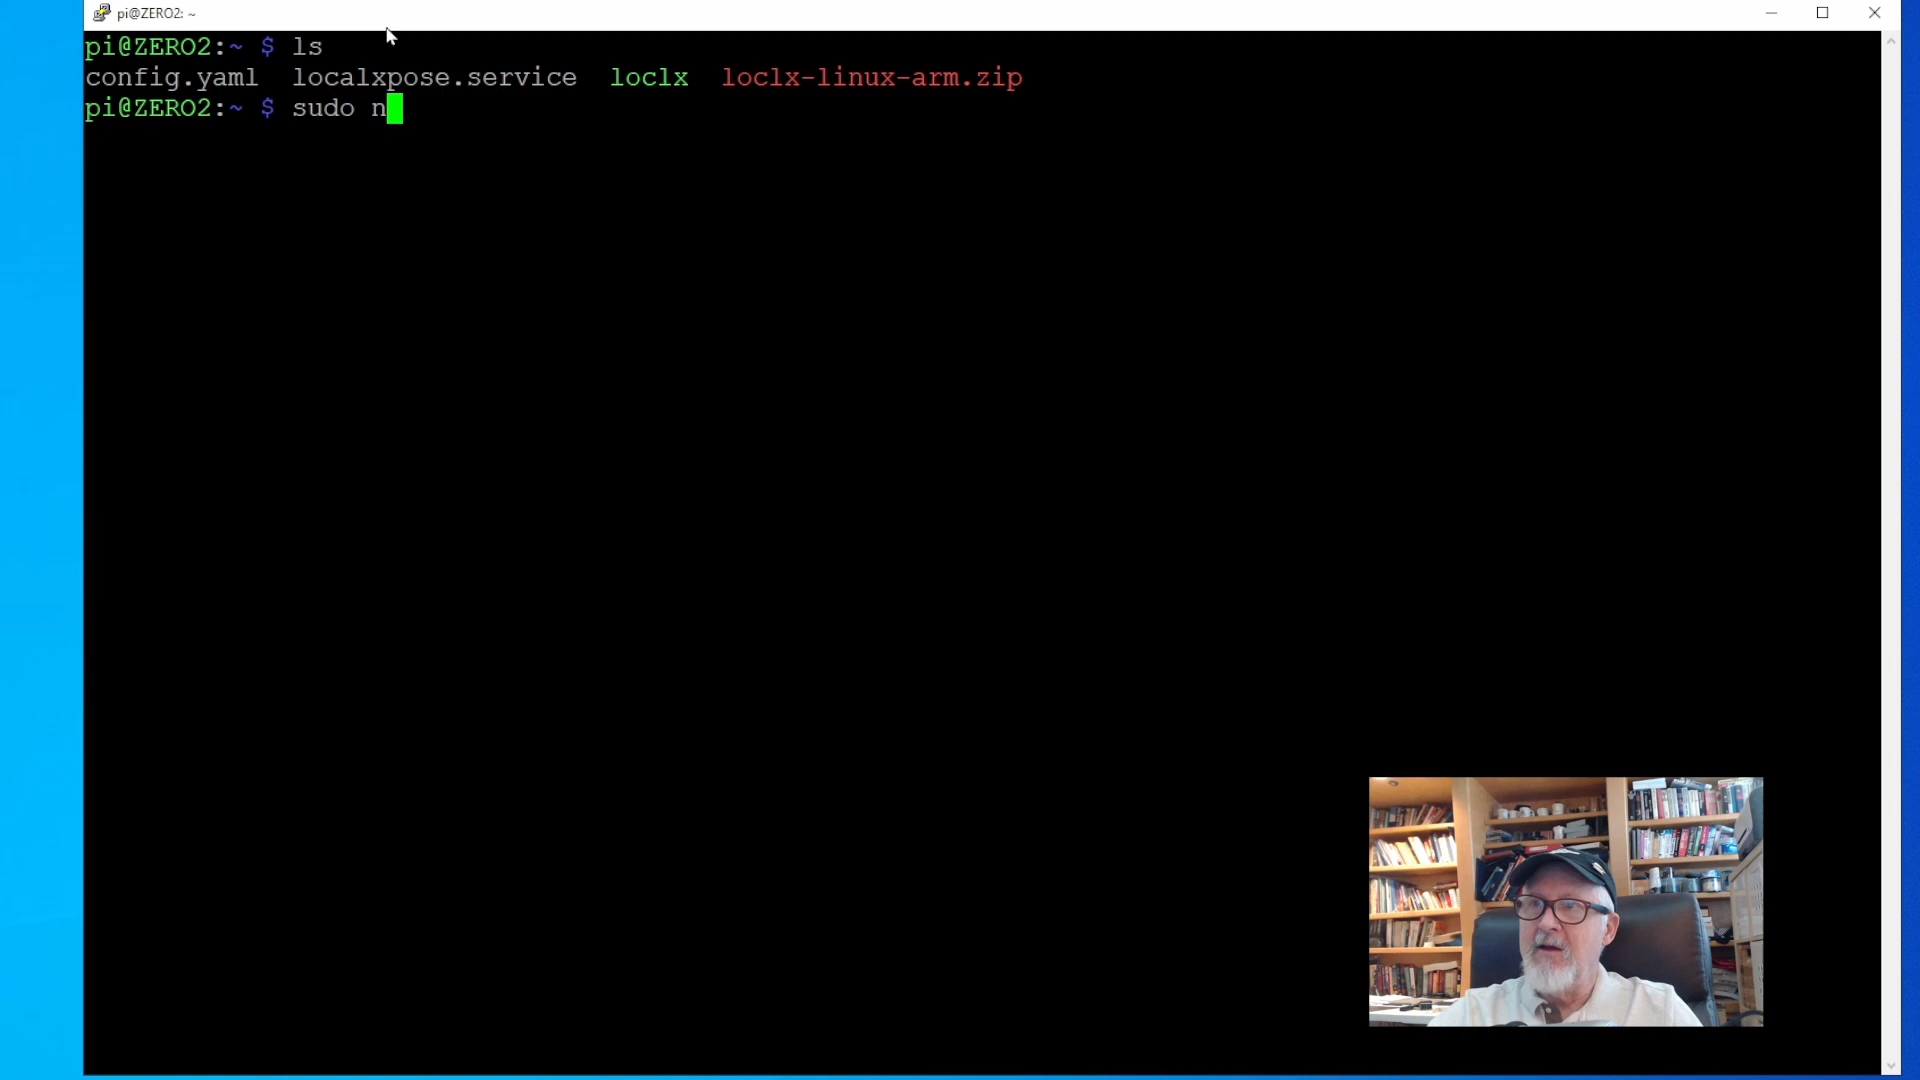 pi@ZERO2: ~
pi@ZERO2:~ $ ls
config.yaml  localxpose.service  loclx  loclx-linux-arm.zip
pi@ZERO2:~ $ sudo n